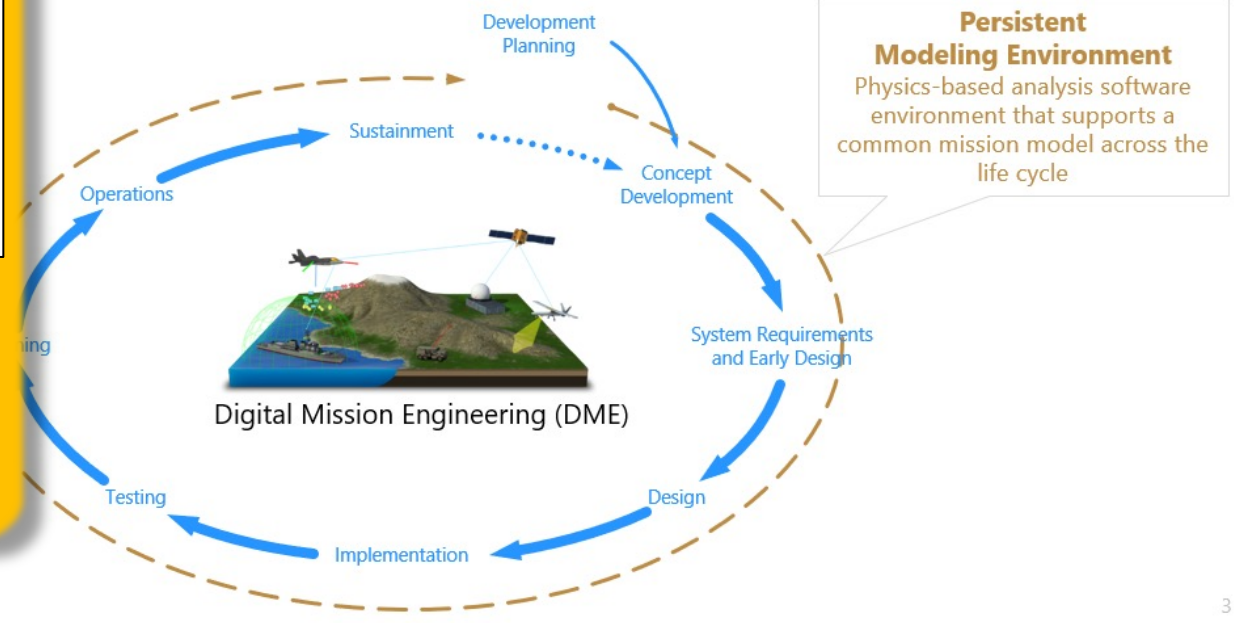 Development
Planning
Persistent
Modeling Environment
Physics-based analysis software
environment that supports a
common mission model across the
life cycle
Sustainment
Concept
Development
Operations
System Requirements
and Early Design
Digital Mission Engineering (DME)
Testing
Design
Implementation
3